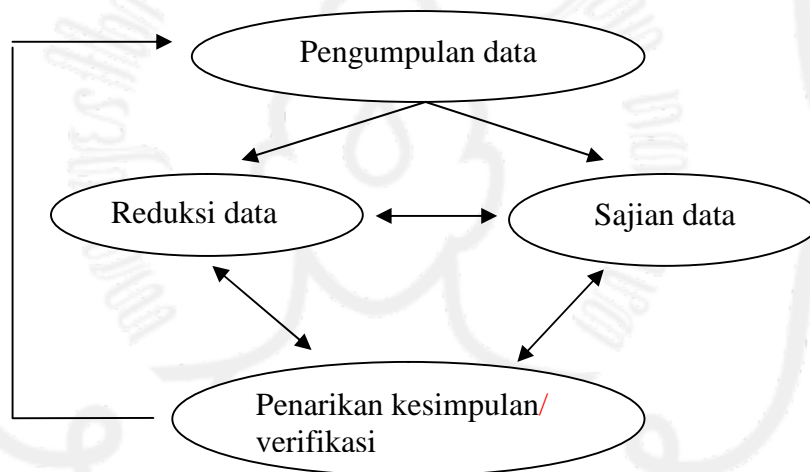 Pengumpulan data
Reduksi data
Sajian data
Penarikan kesimpulan/
verifikasi